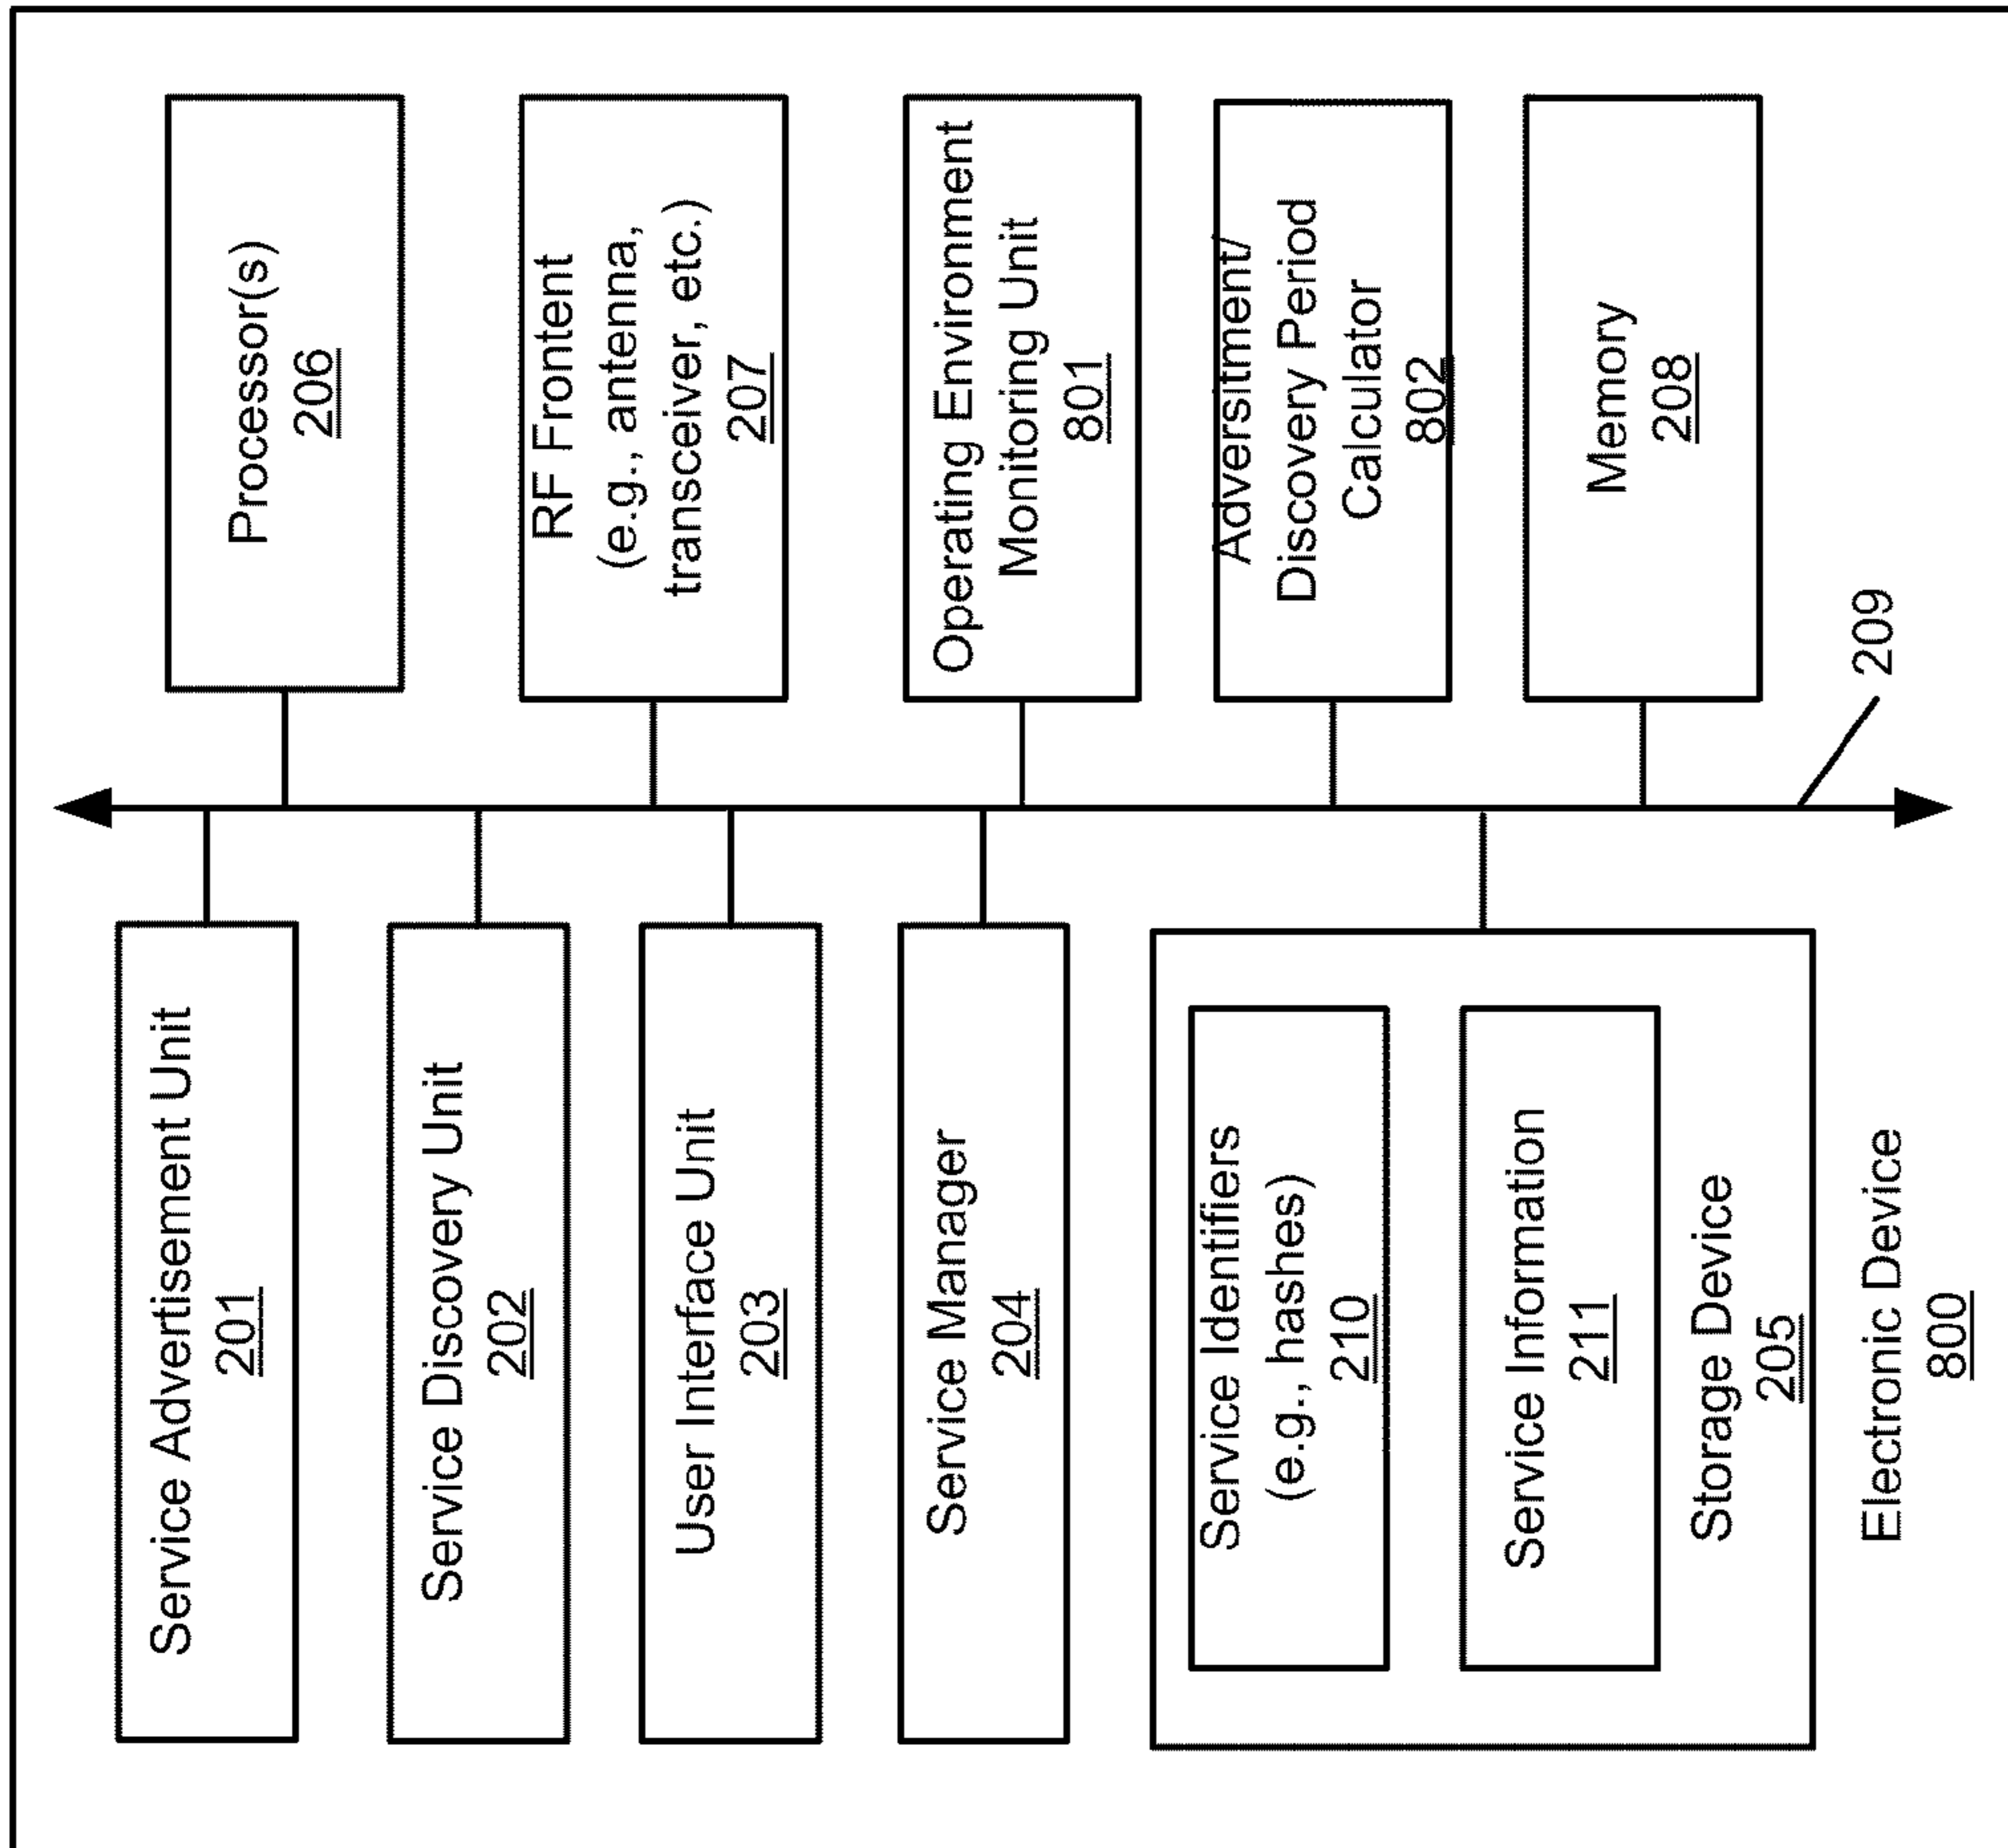 Service Advertisement Unit
201
Service Discovery Unit
202
User Interface Unit
203
Service Manager
204
Service Identifiers
(e.g., hashes)
210
Service Information
211
Storage Device
205
Electronic Device
800
Processor(s)
206
RF Frontent
(e.g., antenna,
transceiver, etc.)
207
Operating Environment
Monitoring Unit
801
Adversitment/
Discovery Period
Calculator
802
Memory
208
209